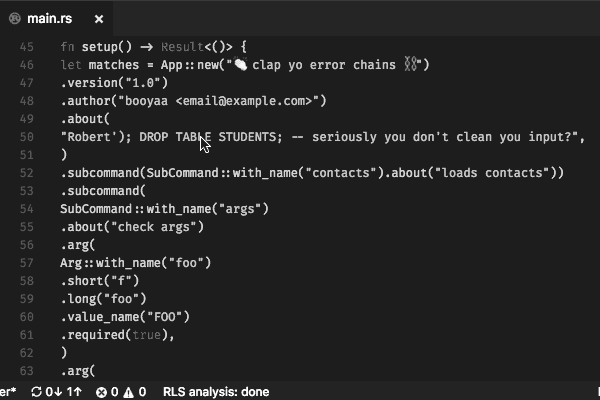 main.rs ×
45 fn setup() -> Result<()> {
46 let matches = App::new("👏 clap yo error chains ⛓")
47 .version("1.0")
48 .author("booyaa <email@example.com>")
49 .about(
50 "Robert'); DROP TABLE STUDENTS; -- seriously you don't clean you input?",
51 )
52 .subcommand(SubCommand::with_name("contacts").about("loads contacts"))
53 .subcommand(
54 SubCommand::with_name("args")
55 .about("check args")
56 .arg(
57 Arg::with_name("foo")
58 .short("f")
59 .long("foo")
60 .value_name("FOO")
61 .required(true),
62 )
63 .arg(
er* 0↓ 1↑ 0 0 RLS analysis: done